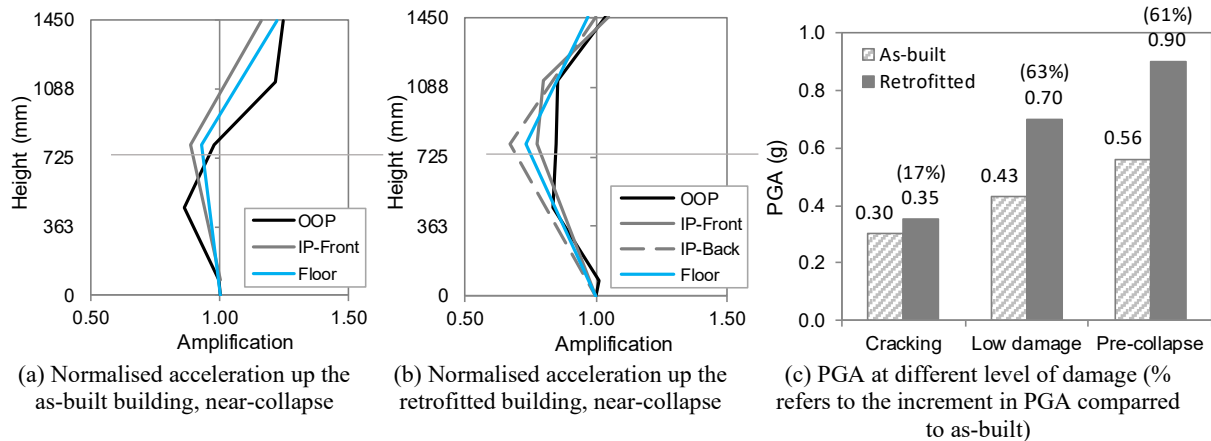 1450
1088
725
363
0
Height (mm)
0.50 1.00 1.50
Amplification
OOP
IP-Front
Floor
(a) Normalised acceleration up the
as-built building, near-collapse
1450
1088
725
363
0
Height (mm)
0.50 1.00 1.50
Amplification
OOP
IP-Front
IP-Back
Floor
(b) Normalised acceleration up the
retrofitted building, near-collapse
1.0
0.8
0.6
0.4
0.2
0.0
PGA (g)
As-built
Retrofitted
0.30
(17%)
0.35
0.43
(63%)
0.70
0.56
(61%)
0.90
Cracking Low damage Pre-collapse
(c) PGA at different level of damage (%
refers to the increment in PGA comparred
to as-built)